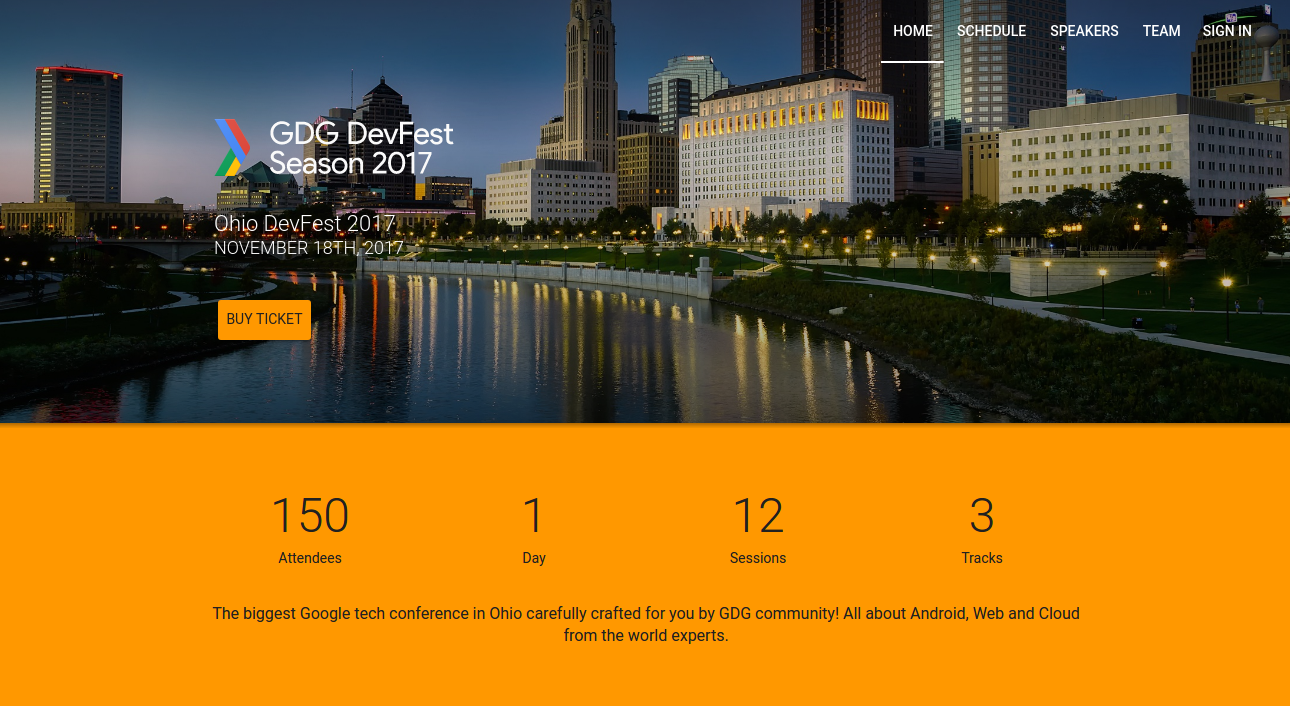 HOME SCHEDULE SPEAKERS TEAM SIGN IN
GDG DevFest
Season 2017
Ohio DevFest 2017
NOVEMBER 18TH, 2017
BUY TICKET
150 1 12 3
Attendees Day Sessions Tracks
The biggest Google tech conference in Ohio carefully crafted for you by GDG community! All about Android, Web and Cloud
from the world experts.